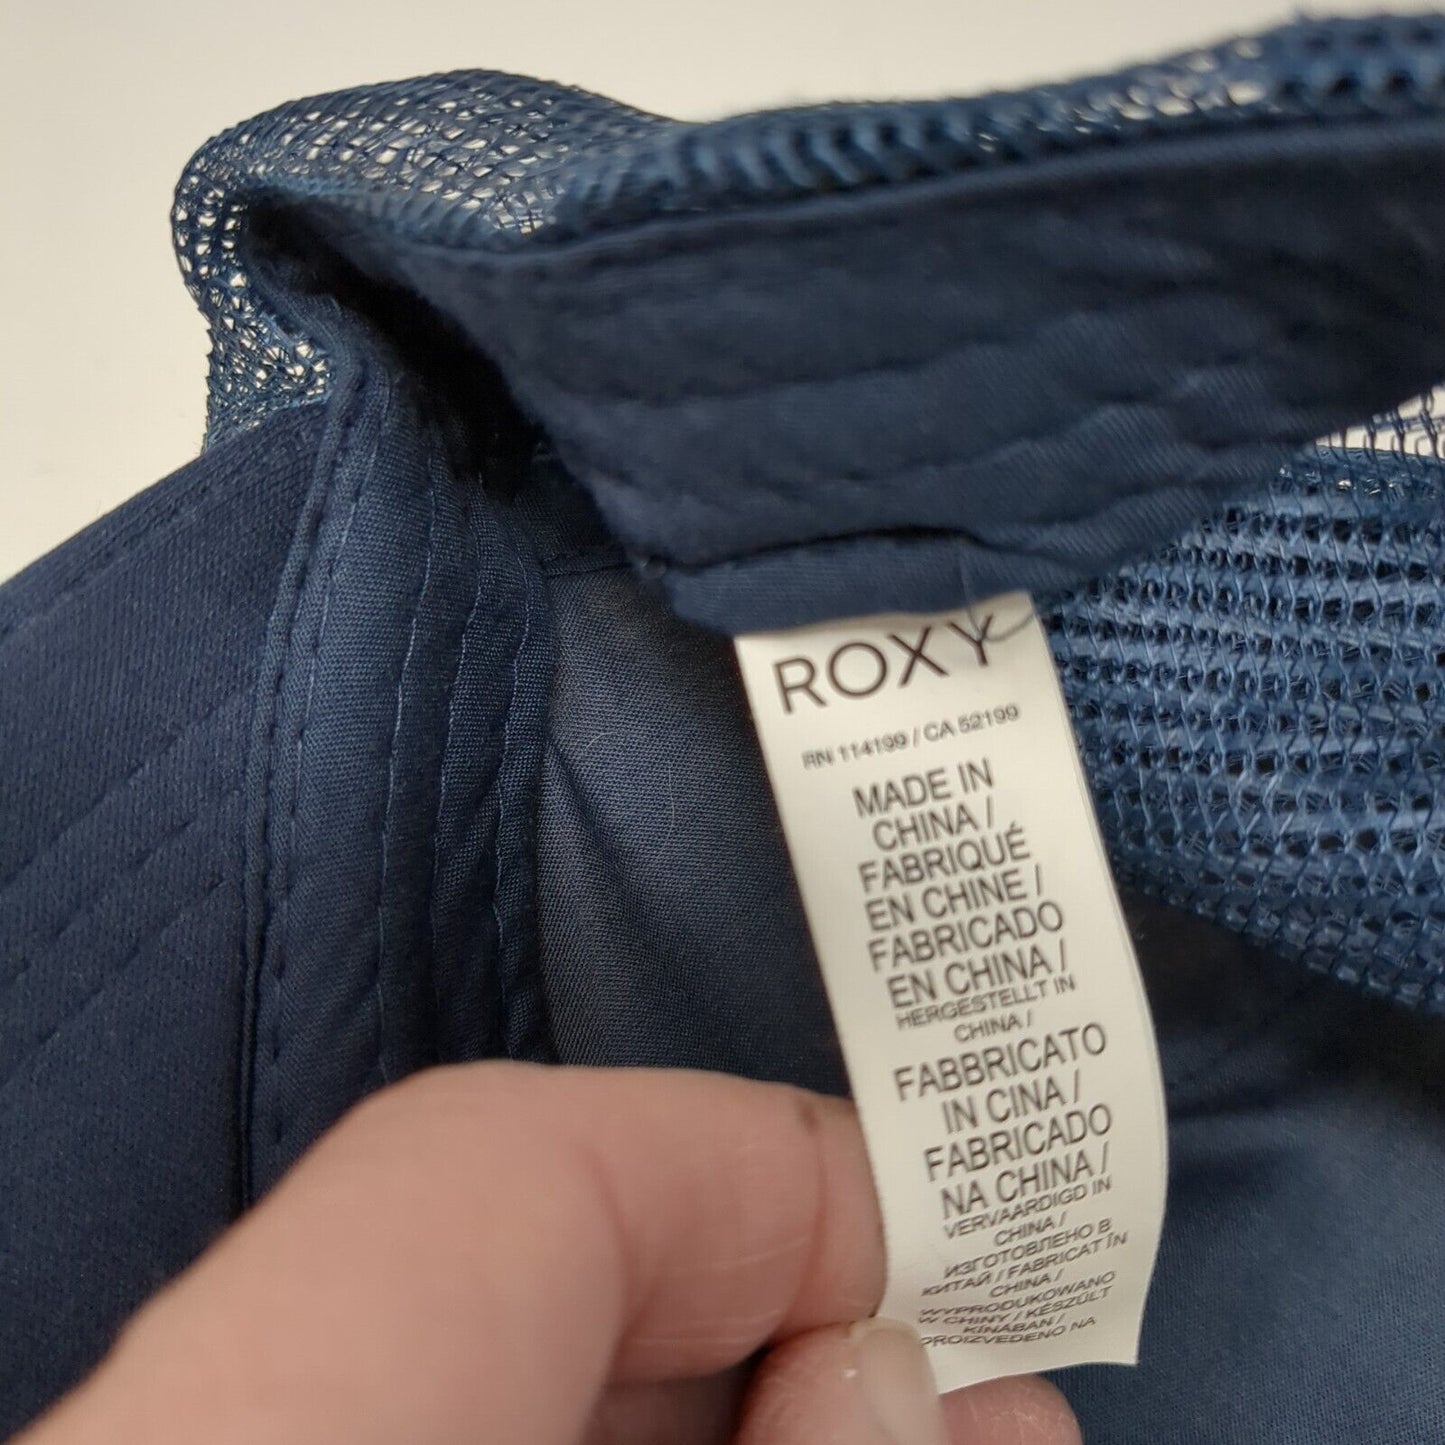 ROXY
RN 114199 / CA 52199
MADE IN
CHINA /
FABRIQUÉ
EN CHINE /
FABRICADO
EN CHINA /
HERGESTELLT IN
CHINA /
FABBRICATO
IN CINA /
FABRICADO
NA CHINA /
VERVAARDIGD IN
CHINA /
ИЗГОТОВЛЕНО В
КИТАЙ / FABRICAT ÎN
CHINA /
WYPRODUKOWANO
W CHINY / KÉSZÜLT
KÍNÁBAN /
PROIZVEDENO NA